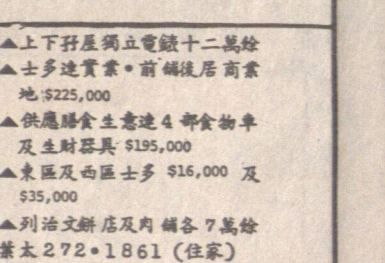 ▲上下孖屋獨立電錶十二萬餘
▲士多連實業•前舖後居商業
地$225,000
▲供應膳食生意連4部食物車
及生財器具 $195,000
▲東區及西區士多 $16,000 及
$35,000
▲列治文餅店及肉舖各7萬餘
葉太272•1861 (住家)